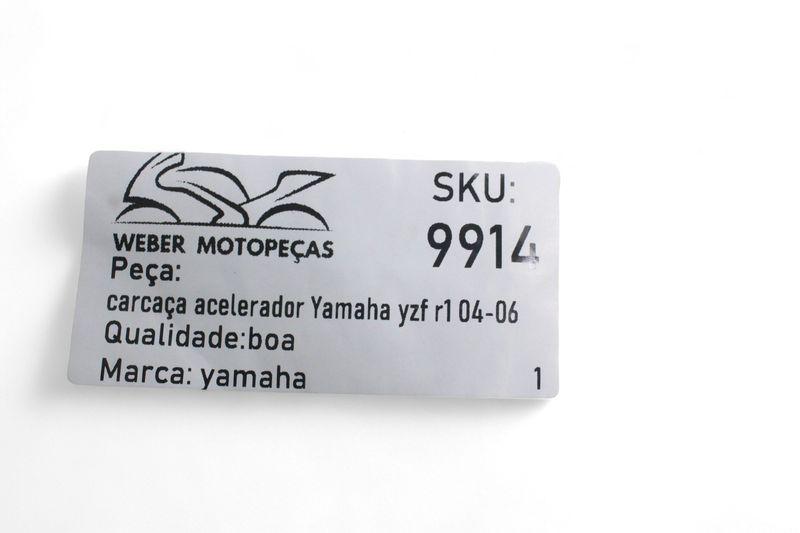 WEBER MOTOPEÇAS
SKU:
9914
Peça:
carcaça acelerador Yamaha yzf r1 04-06
Qualidade:boa
Marca: yamaha
1